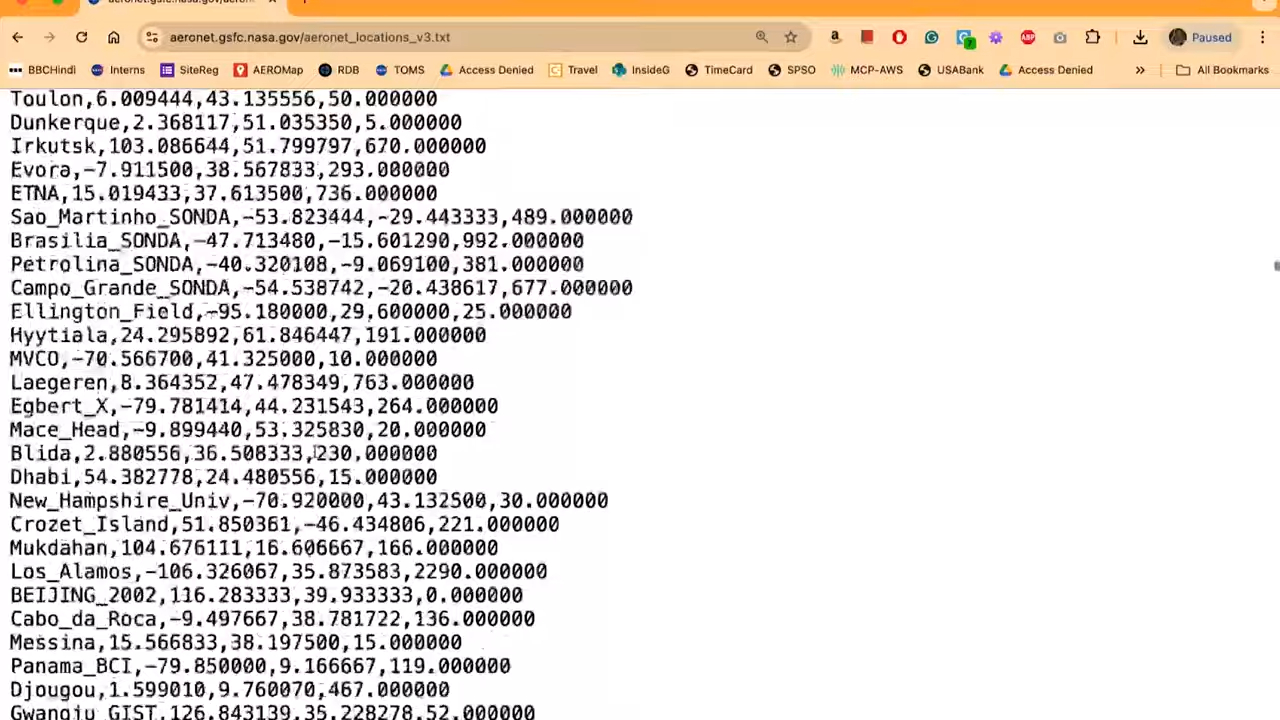 aeronet.gsfc.nasa.gov/aeronet_locations_v3.txt
Paused
BBCHindi
Interns
SiteReg
AEROMap
RDB
TOMS
Access Denied
Travel
InsideG
TimeCard
SPSO
MCP-AWS
USABank
Access Denied
»
All Bookmarks
Toulon,6.009444,43.135556,50.000000
Dunkerque,2.368117,51.035350,5.000000
Irkutsk,103.086644,51.799797,670.000000
Evora,-7.911500,38.567833,293.000000
ETNA,15.019433,37.613500,736.000000
Sao_Martinho_SONDA,-53.823444,-29.443333,489.000000
Brasilia_SONDA,-47.713480,-15.601290,992.000000
Petrolina_SONDA,-40.320108,-9.069100,381.000000
Campo_Grande_SONDA,-54.538742,-20.438617,677.000000
Ellington_Field,-95.180000,29.600000,25.000000
Hyytiala,24.295892,61.846447,191.000000
MVCO,-70.566700,41.325000,10.000000
Laegeren,8.364352,47.478349,763.000000
Egbert_X,-79.781414,44.231543,264.000000
Mace_Head,-9.899440,53.325830,20.000000
Blida,2.880556,36.508333,230.000000
Dhabi,54.382778,24.480556,15.000000
New_Hampshire_Univ,-70.920000,43.132500,30.000000
Crozet_Island,51.850361,-46.434806,221.000000
Mukdahan,104.676111,16.606667,166.000000
Los_Alamos,-106.326067,35.873583,2290.000000
BEIJING_2002,116.283333,39.933333,0.000000
Cabo_da_Roca,-9.497667,38.781722,136.000000
Messina,15.566833,38.197500,15.000000
Panama_BCI,-79.850000,9.166667,119.000000
Djougou,1.599010,9.760070,467.000000
Gwangju_GIST,126.843139,35.228278,52.000000